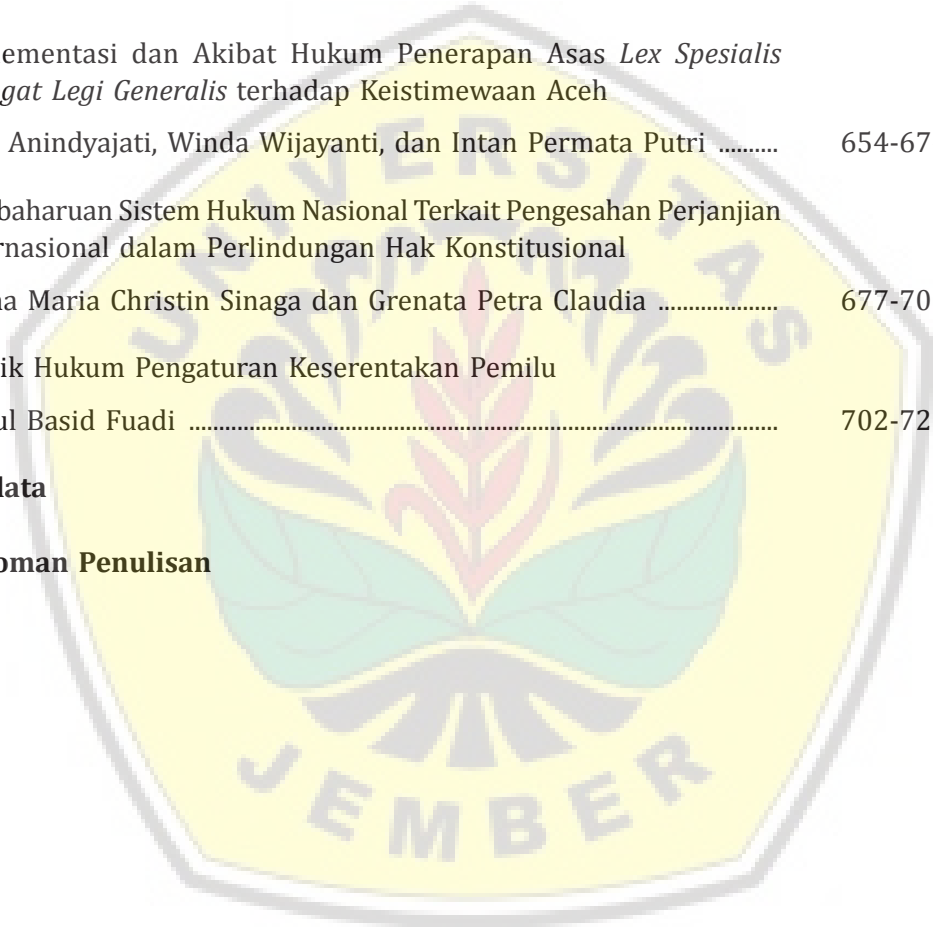 ementasi dan Akibat Hukum Penerapan Asas Lex Spesialis
gat Legi Generalis terhadap Keistimewaan Aceh
Anindyajati, Winda Wijayanti, dan Intan Permata Putri .......... 654-67
baharuan Sistem Hukum Nasional Terkait Pengesahan Perjanjian
rnasional dalam Perlindungan Hak Konstitusional
na Maria Christin Sinaga dan Grenata Petra Claudia .................... 677-70
ik Hukum Pengaturan Keserentakan Pemilu
ul Basid Fuadi .................................................................................................. 702-72
data
oman Penulisan
UNIVERSITAS
JEMBER